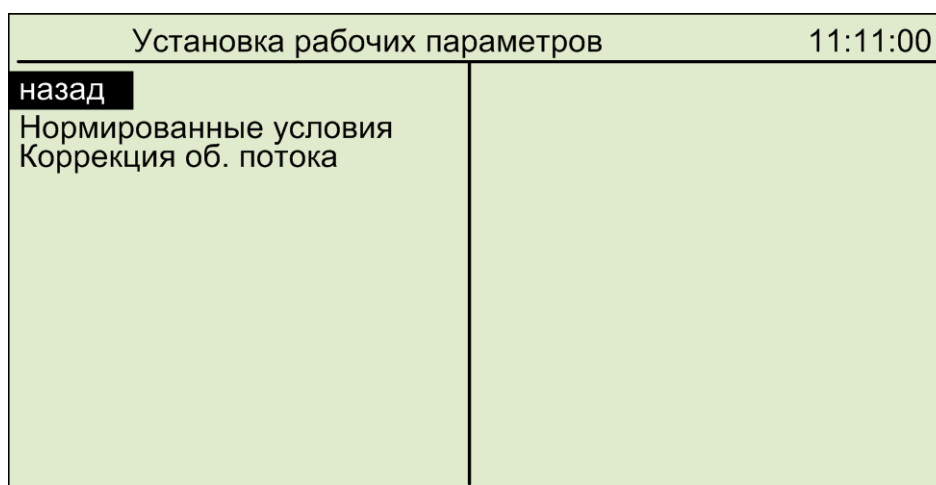 Установка рабочих параметров 11:11:00
назад
Нормированные условия
Коррекция об. потока